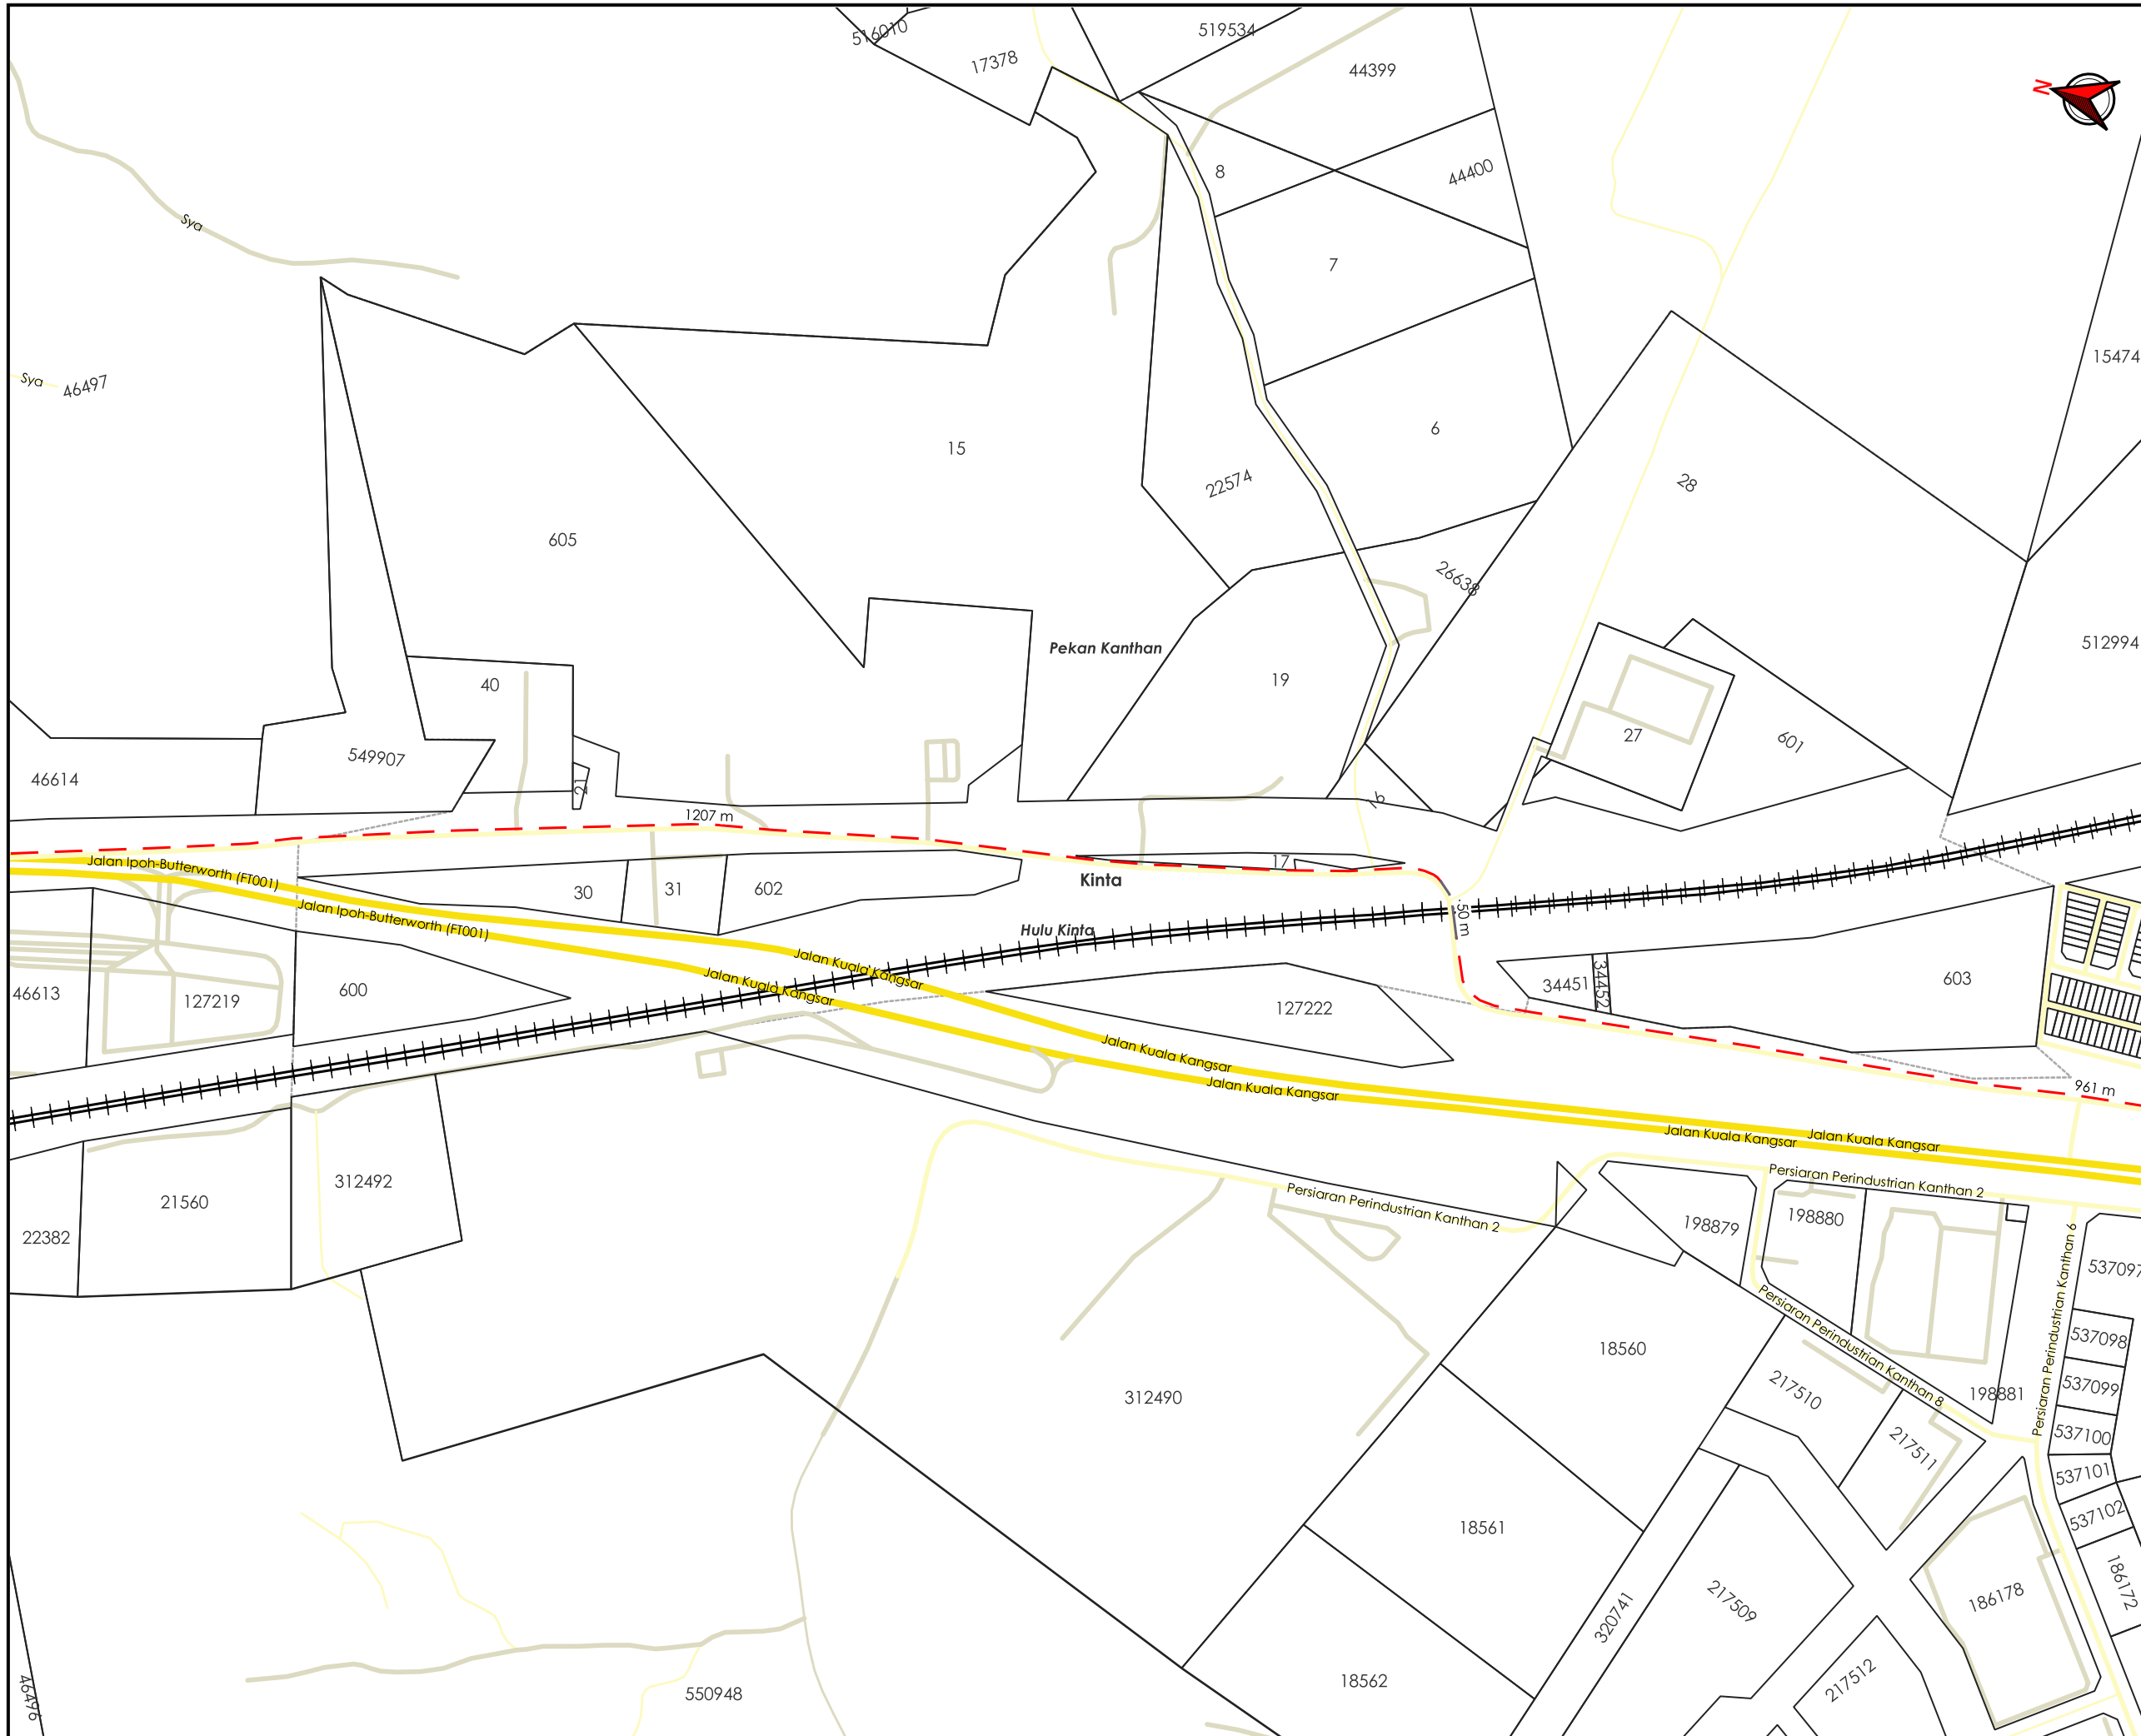 516010
519534
17378
44399
N
8
44400
Sya
7
15474
Sya
46497
6
15
28
22574
605
26638
512994
Pekan Kanthan
40
19
27
601
549907
46614
21
16
1207 m
Jalan Ipoh-Butterworth (FT001)
17
Kinta
30
31
602
Jalan Ipoh-Butterworth (FT001)
Hulu Kinta
50 m
Jalan Kuala Kangsar
Jalan Kuala Kangsar
34451
34452
603
46613
127219
600
127222
Jalan Kuala Kangsar
Jalan Kuala Kangsar
961 m
Jalan Kuala Kangsar
Jalan Kuala Kangsar
312492
21560
22382
Persiaran Perindustrian Kanthan 2
Persiaran Perindustrian Kanthan 2
198879
198880
Persiaran Perindustrian Kanthan 6
537097
537098
18560
Persiaran Perindustrian Kanthan 8
537099
312490
217510
198881
537100
217511
537101
18561
537102
186172
186178
217509
320741
18562
217512
550948
46496